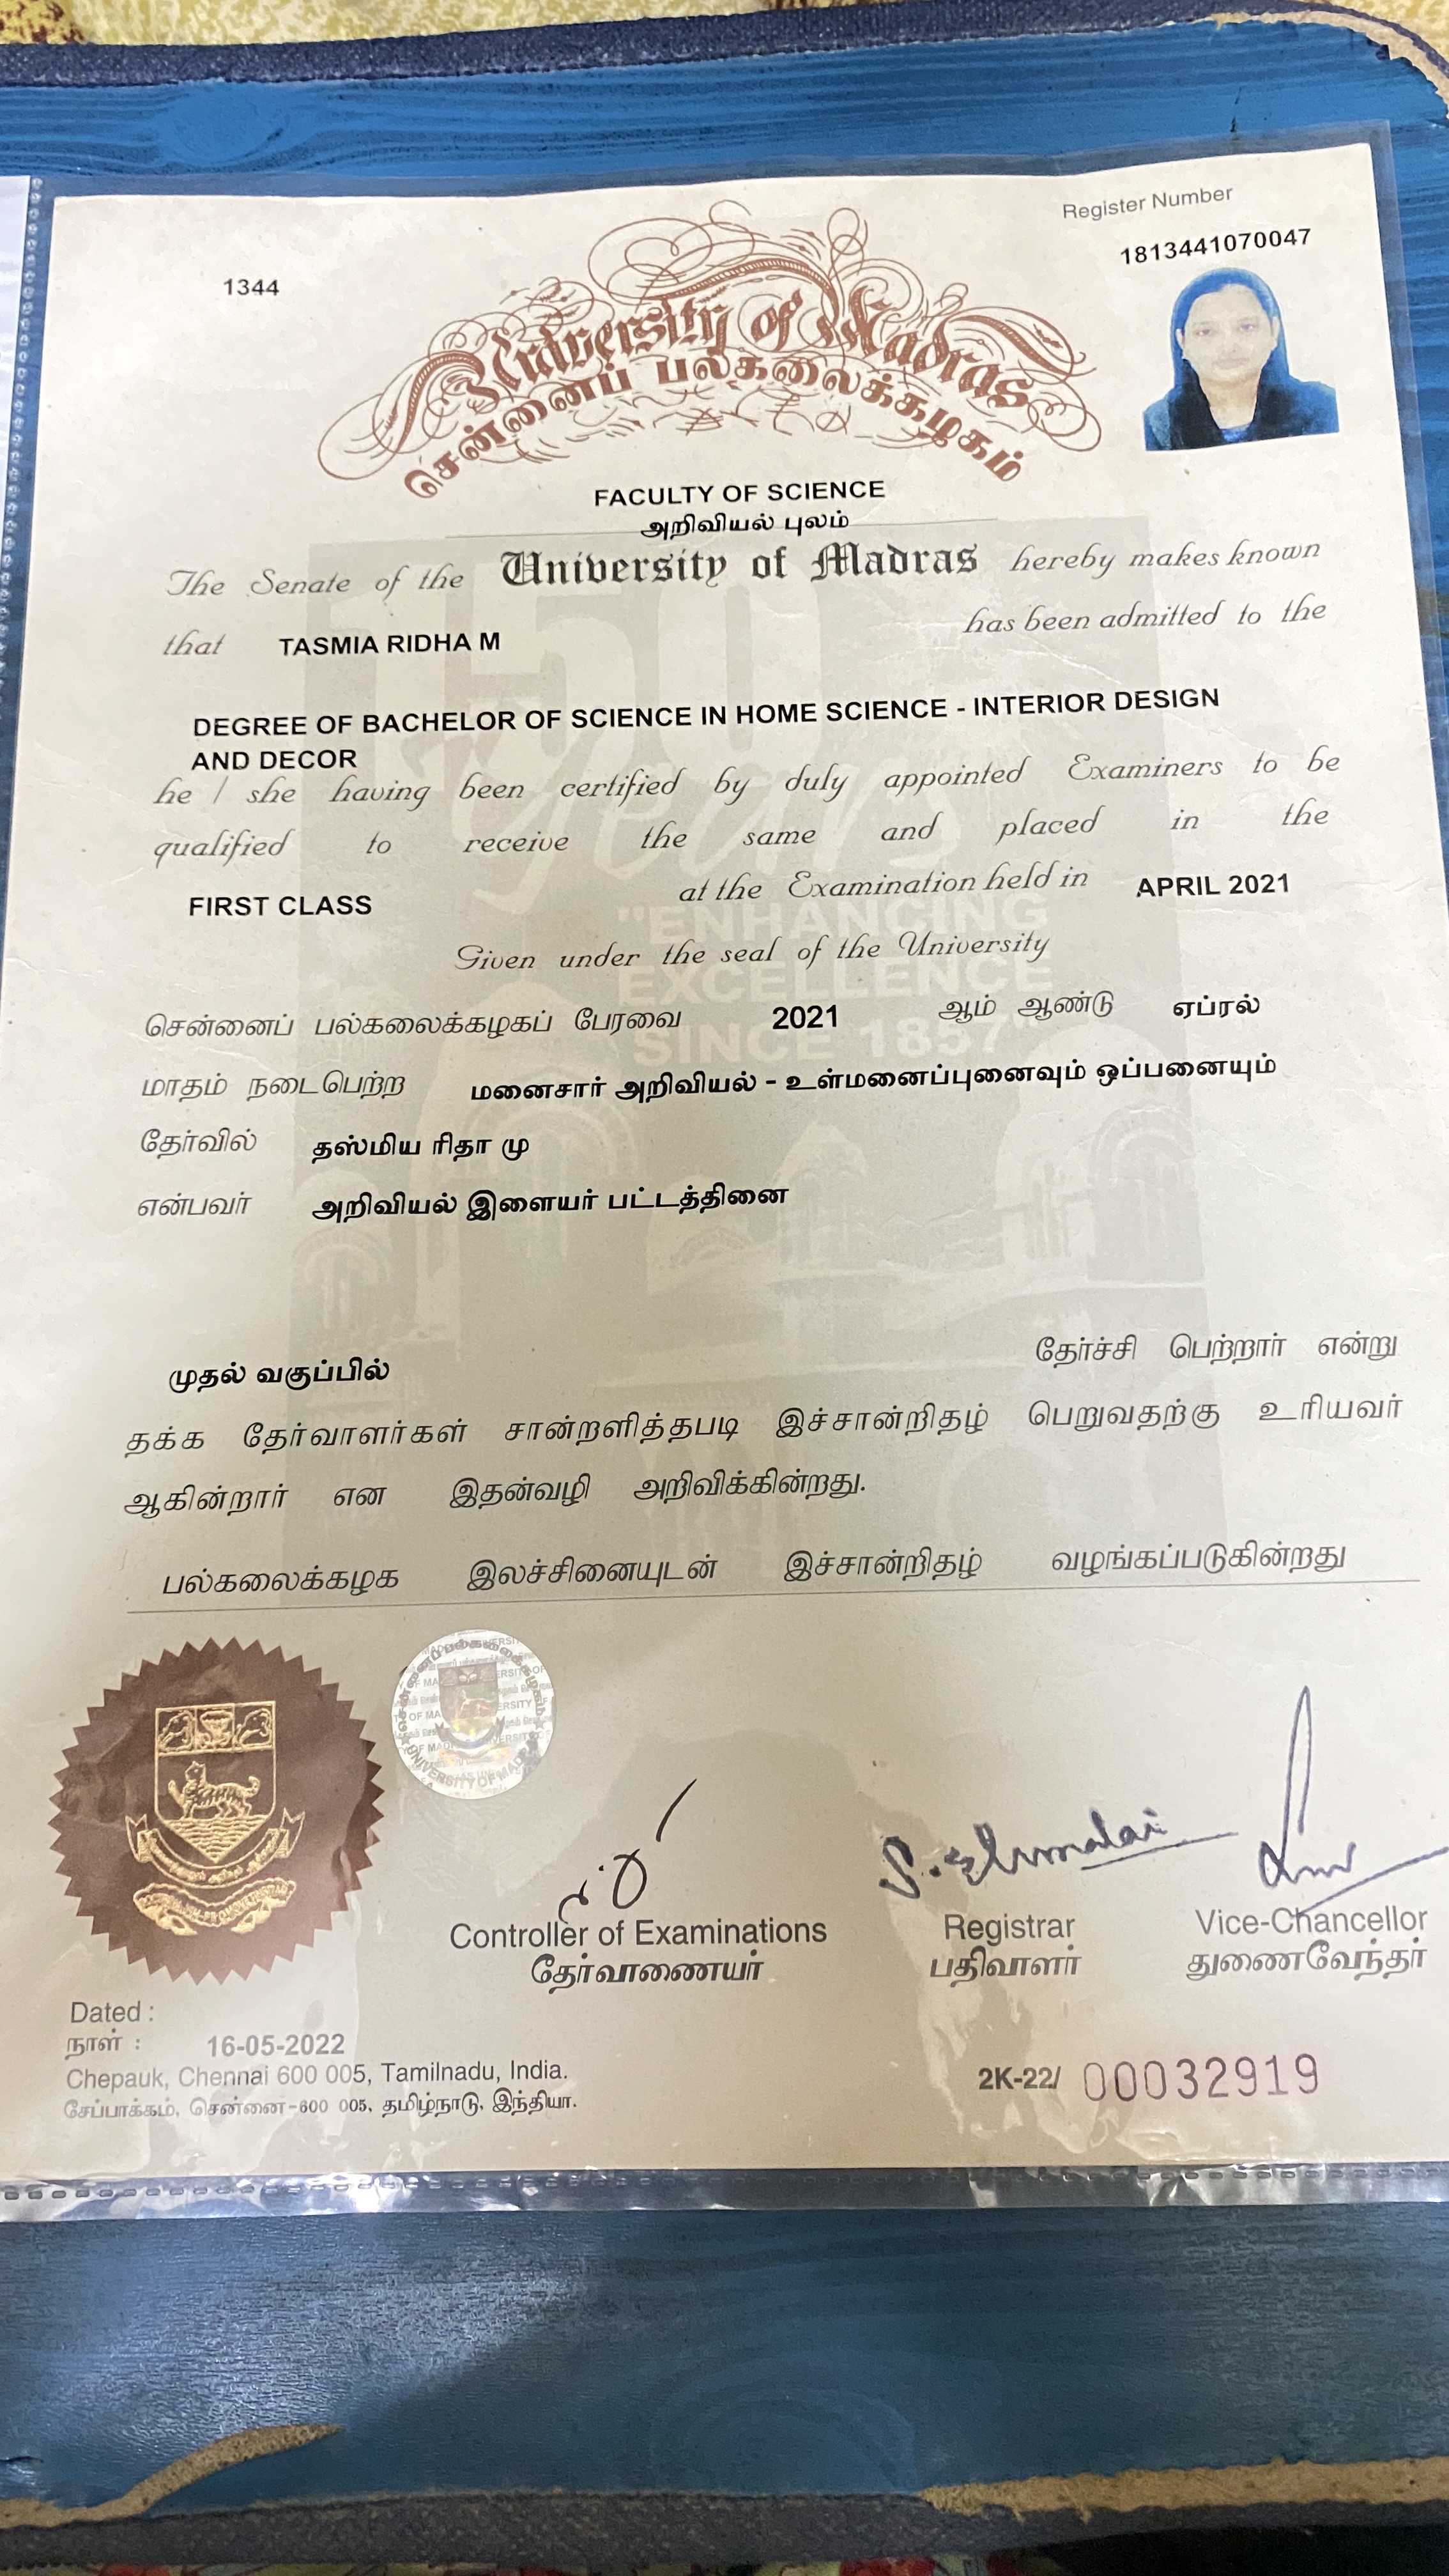 Register Number
1813441070047
1344
University of Madras
சென்னைப் பல்கலைக்கழகம்
FACULTY OF SCIENCE
அறிவியல் புலம்
The Senate of the University of Madras hereby makes known
that TASMIA RIDHA M has been admitted to the
DEGREE OF BACHELOR OF SCIENCE IN HOME SCIENCE - INTERIOR DESIGN
AND DECOR
he / she having been certified by duly appointed Examiners to be
qualified to receive the same and placed in the
FIRST CLASS at the Examination held in APRIL 2021
Given under the seal of the University
"ENHANCING
EXCELLENCE
SINCE 1857"
சென்னைப் பல்கலைக்கழகப் பேரவை 2021 ஆம் ஆண்டு ஏப்ரல்
மாதம் நடைபெற்ற மனைசார் அறிவியல் - உள்மனைப்புனைவும் ஒப்பனையும்
தேர்வில் தஸ்மிய ரிதா மு
என்பவர் அறிவியல் இளையர் பட்டத்தினை
முதல் வகுப்பில் தேர்ச்சி பெற்றார் என்று
தக்க தேர்வாளர்கள் சான்றளித்தபடி இச்சான்றிதழ் பெறுவதற்கு உரியவர்
ஆகின்றார் என இதன்வழி அறிவிக்கின்றது.
பல்கலைக்கழக இலச்சினையுடன் இச்சான்றிதழ் வழங்கப்படுகின்றது
UNIVERSITY OF MADRAS
Controller of Examinations
தேர்வாணையர்
Registrar
பதிவாளர்
Vice-Chancellor
துணைவேந்தர்
Dated :
நாள் : 16-05-2022
Chepauk, Chennai 600 005, Tamilnadu, India.
சேப்பாக்கம், சென்னை-600 005, தமிழ்நாடு, இந்தியா.
2K-22/ 00032919